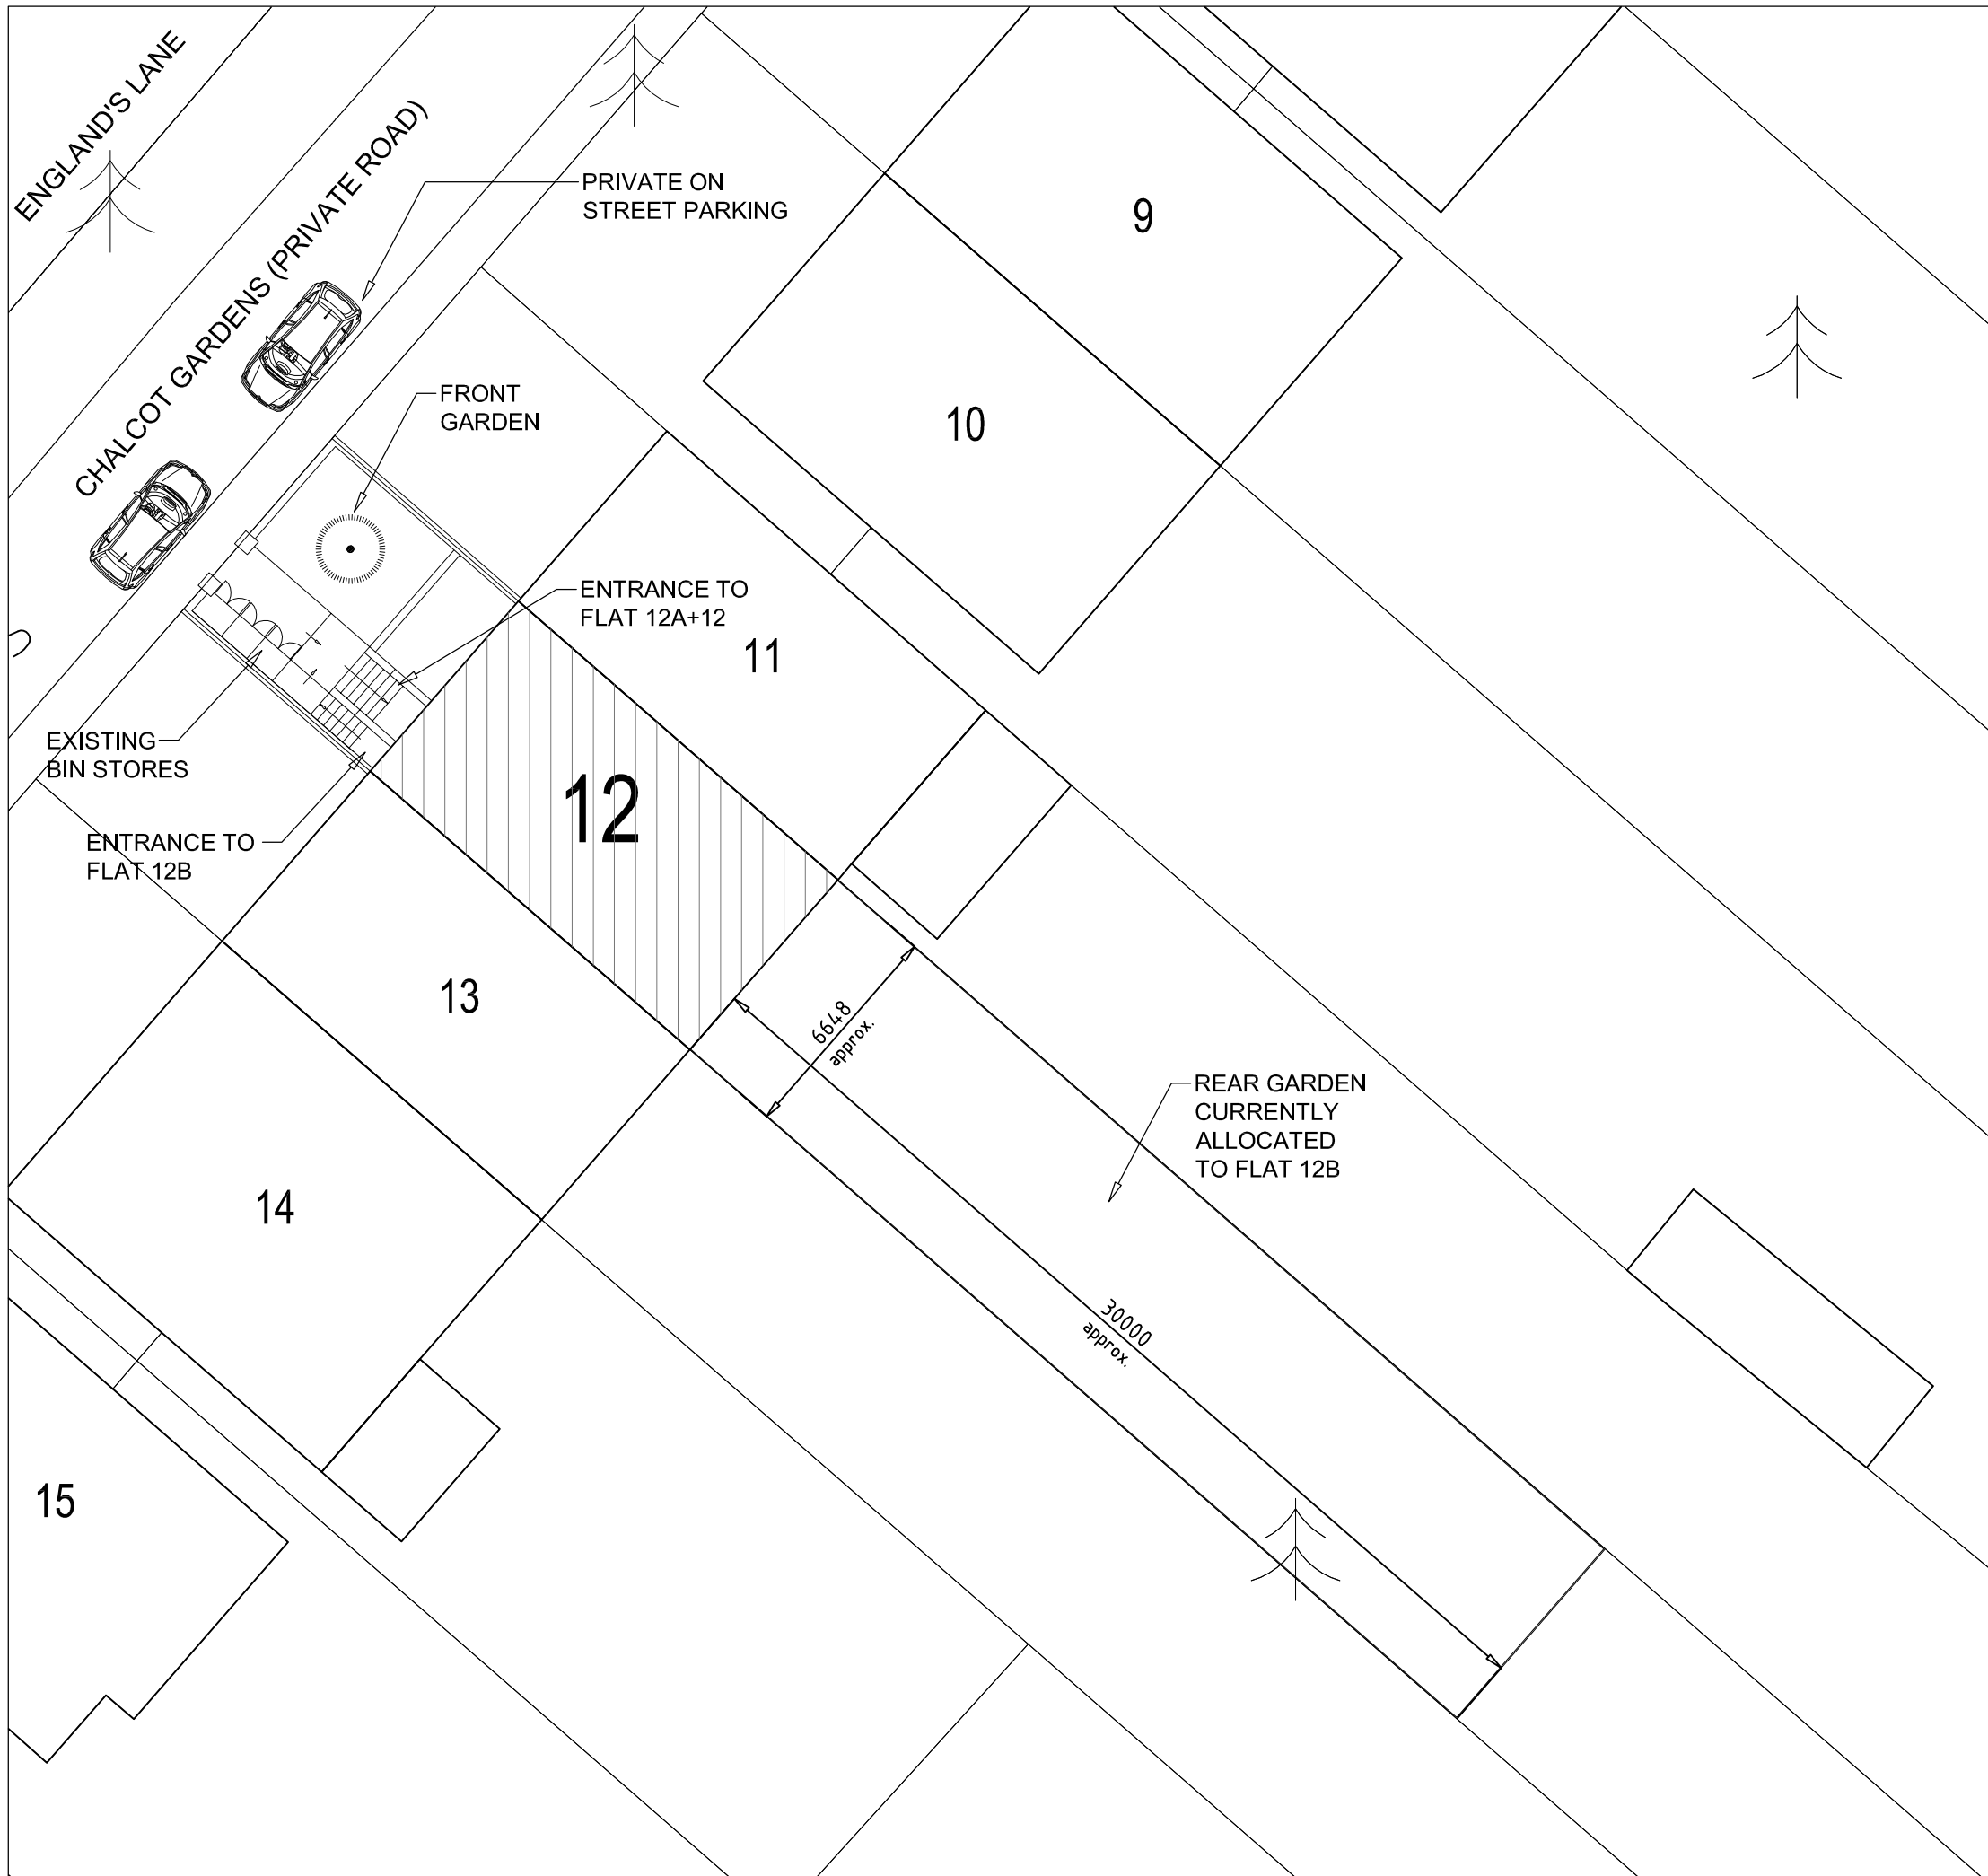 ENGLAND'S LANE
CHALCOT GARDENS (PRIVATE ROAD)
PRIVATE ON
STREET PARKING
9
FRONT
GARDEN
10
ENTRANCE TO
FLAT 12A+12
11
EXISTING
BIN STORES
12
ENTRANCE TO
FLAT 12B
13
6648
approx.
REAR GARDEN
CURRENTLY
ALLOCATED
TO FLAT 12B
14
30000
approx.
15